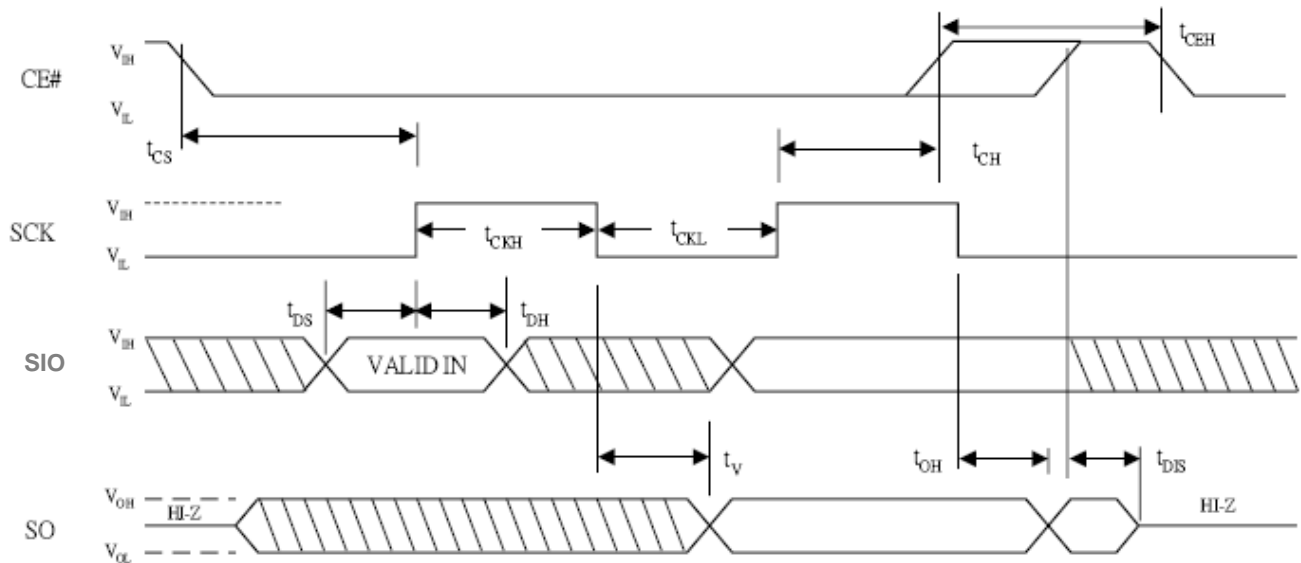 CE#
V_IH
V_IL
t_CEH
t_CS
t_CH
SCK
V_IH
V_IL
t_CKH
t_CKL
t_DS
t_DH
SIO
V_IH
V_IL
VALID IN
t_V
t_OH
t_DIS
SO
V_OH
V_OL
HI-Z
HI-Z